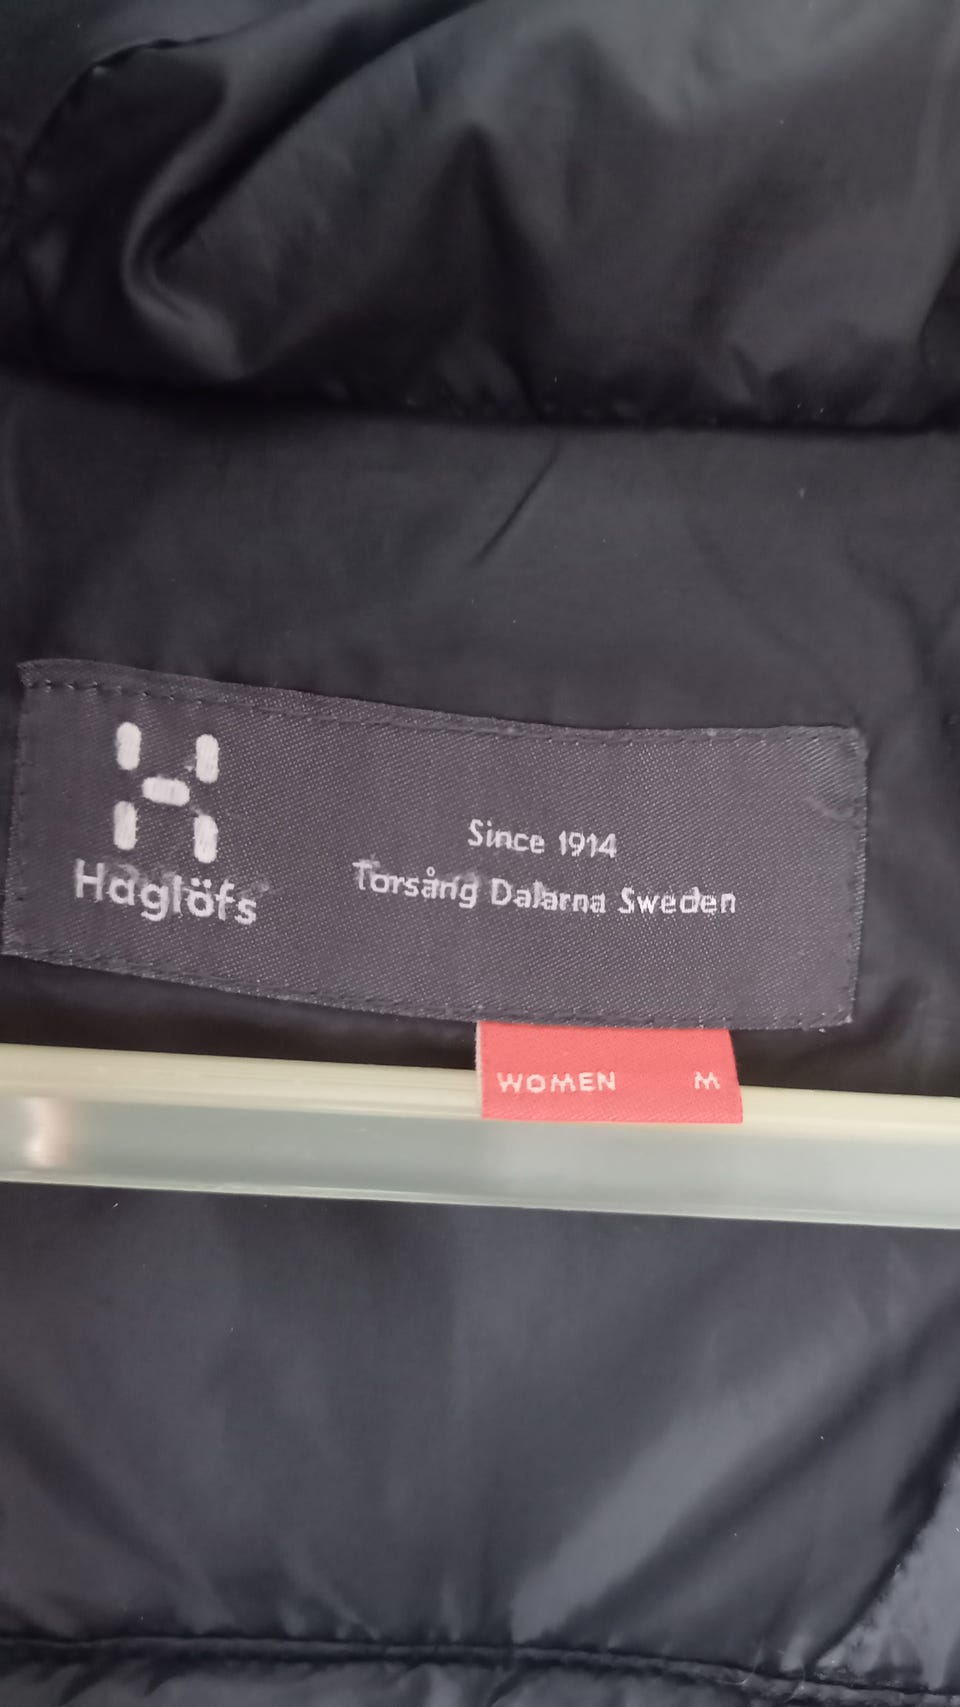 Haglöfs
Since 1914
Torsång Dalarna Sweden
WOMEN M